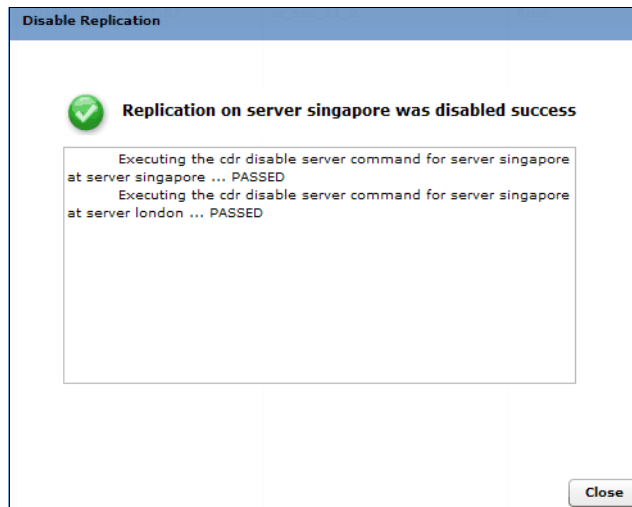 Disable Replication
Replication on server singapore was disabled success
Executing the cdr disable server command for server singapore
at server singapore ... PASSED
Executing the cdr disable server command for server singapore
at server london ... PASSED
Close